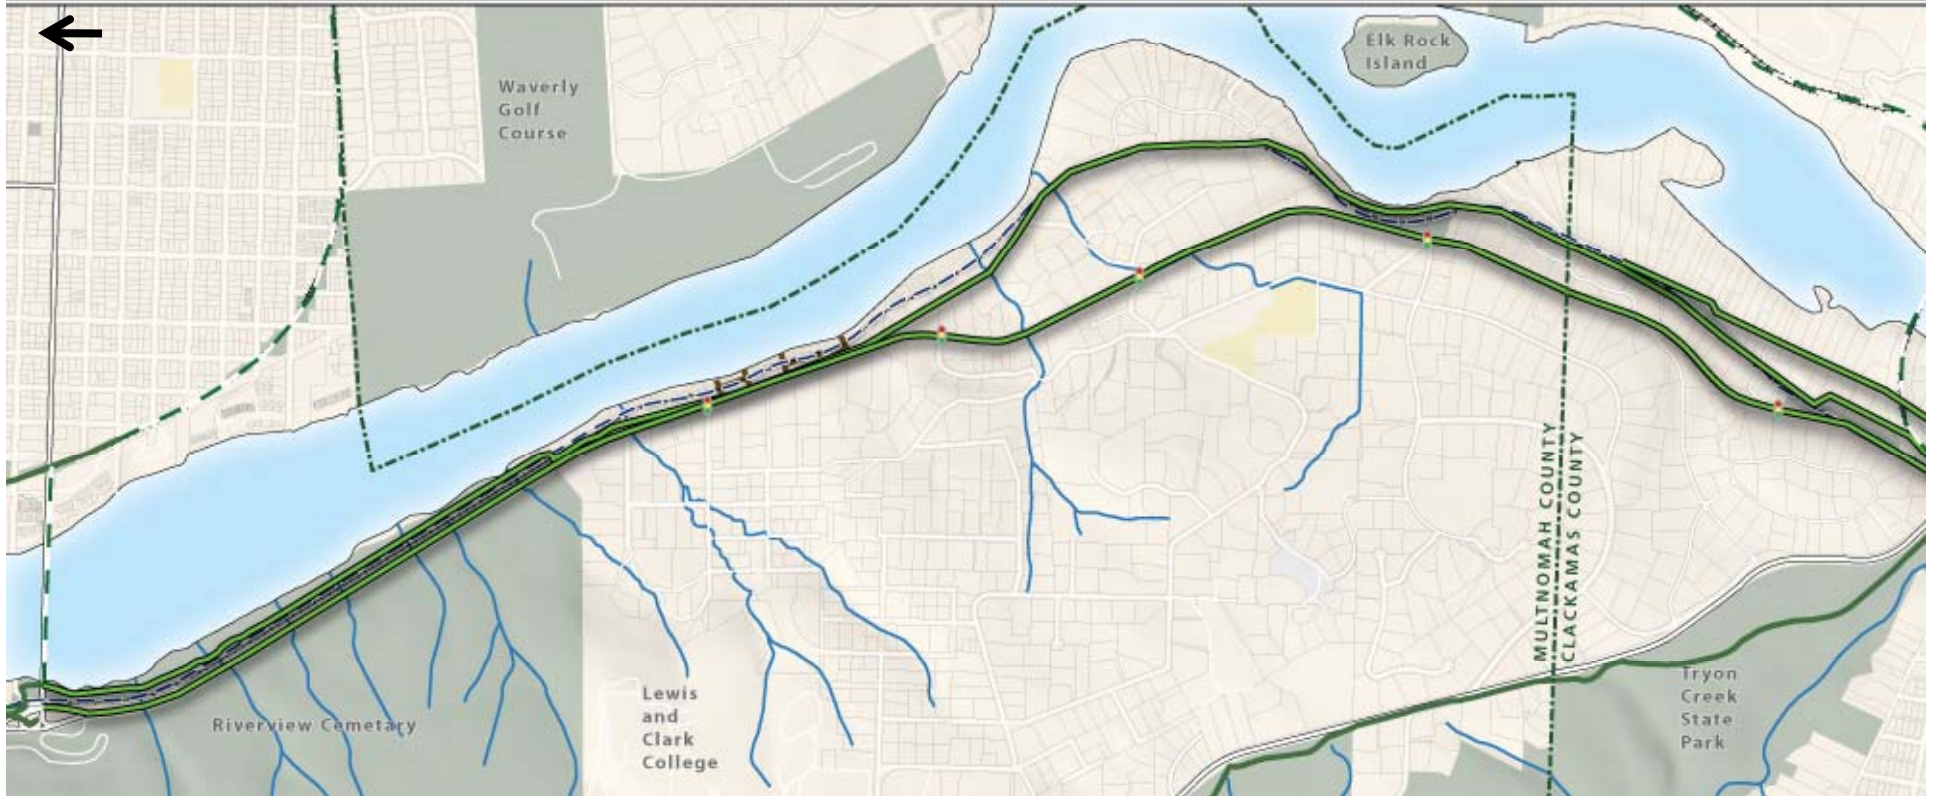 Waverly
Golf
Course
Elk Rock
Island
MULTNOMAH COUNTY
CLACKAMAS COUNTY
Riverview Cemetary
Lewis
and
Clark
College
Tryon
Creek
State
Park